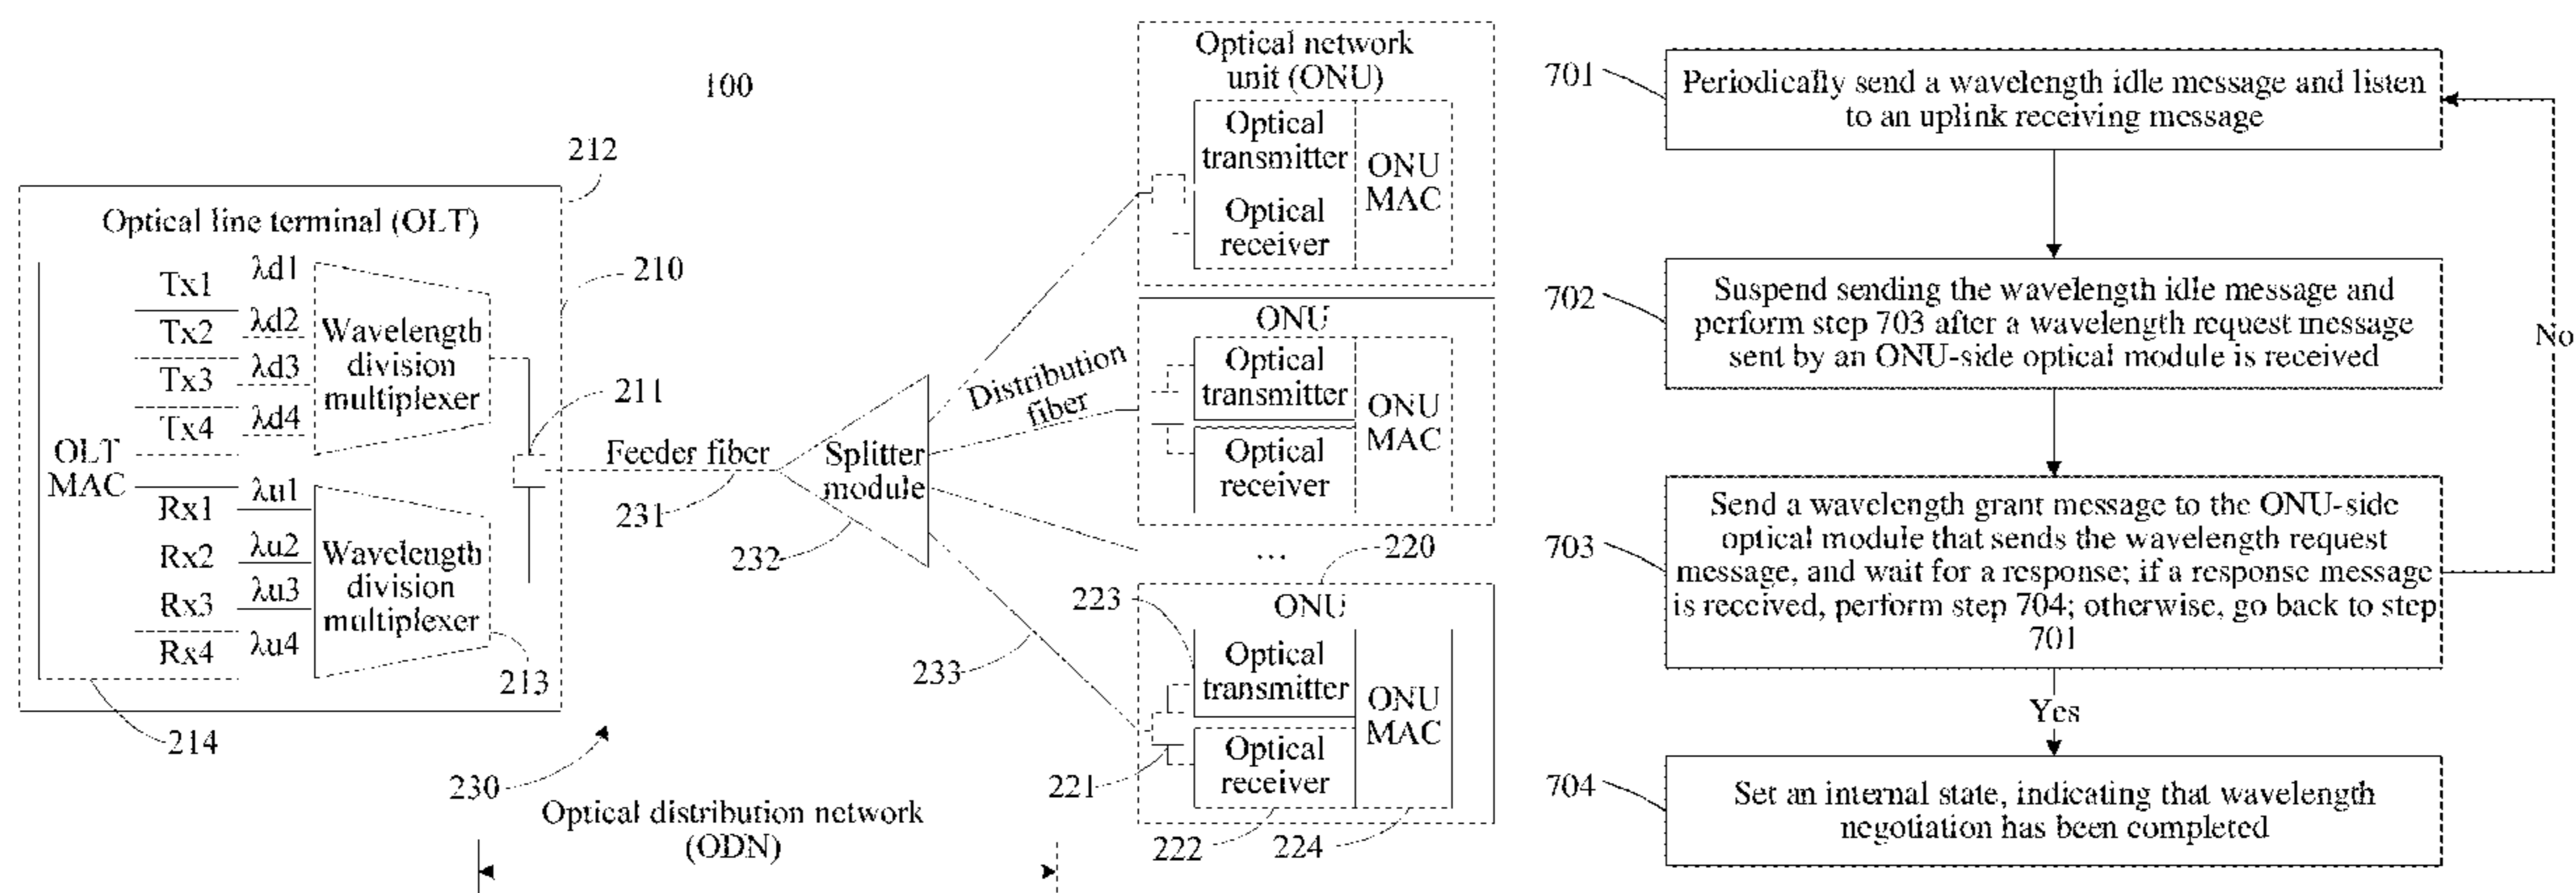 100
212
Optical line terminal (OLT)
210
Tx1
λd1
Tx2
λd2
Tx3
λd3
Tx4
λd4
Wavelength
division
multiplexer
211
OLT
MAC
Rx1
λu1
Rx2
λu2
Rx3
λu3
Rx4
λu4
Wavelength
division
multiplexer
213
214
Feeder fiber
231
Splitter
module
232
Distribution
fiber
233
230
Optical distribution network
(ODN)
Optical network
unit (ONU)
Optical
transmitter
Optical
receiver
ONU
MAC
ONU
Optical
transmitter
Optical
receiver
ONU
MAC
...
220
223
ONU
Optical
transmitter
Optical
receiver
ONU
MAC
221
222
224
701
Periodically send a wavelength idle message and listen
to an uplink receiving message
702
Suspend sending the wavelength idle message and
perform step 703 after a wavelength request message
sent by an ONU-side optical module is received
No
703
Send a wavelength grant message to the ONU-side
optical module that sends the wavelength request
message, and wait for a response; if a response message
is received, perform step 704; otherwise, go back to step
701
Yes
704
Set an internal state, indicating that wavelength
negotiation has been completed